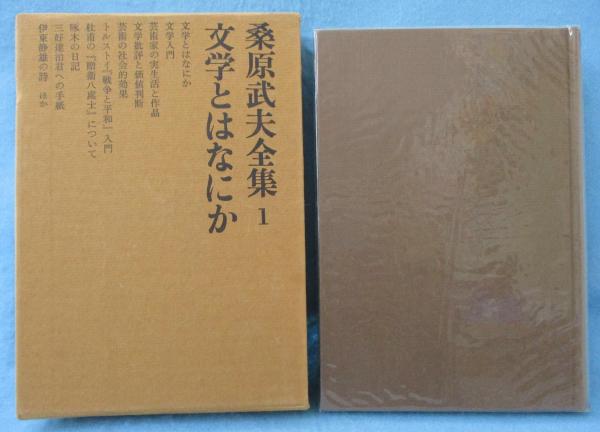 桑原武夫全集 1
文学とはなにか
文学とはなにか
文学入門
芸術家の実生活と作品
文学批評と価値判断
芸術の社会的効果
トルストイ『戦争と平和』入門
杜甫の『贈衛八處士』について
啄木の日記
三好達治君への手紙
伊東静雄の詩 ほか